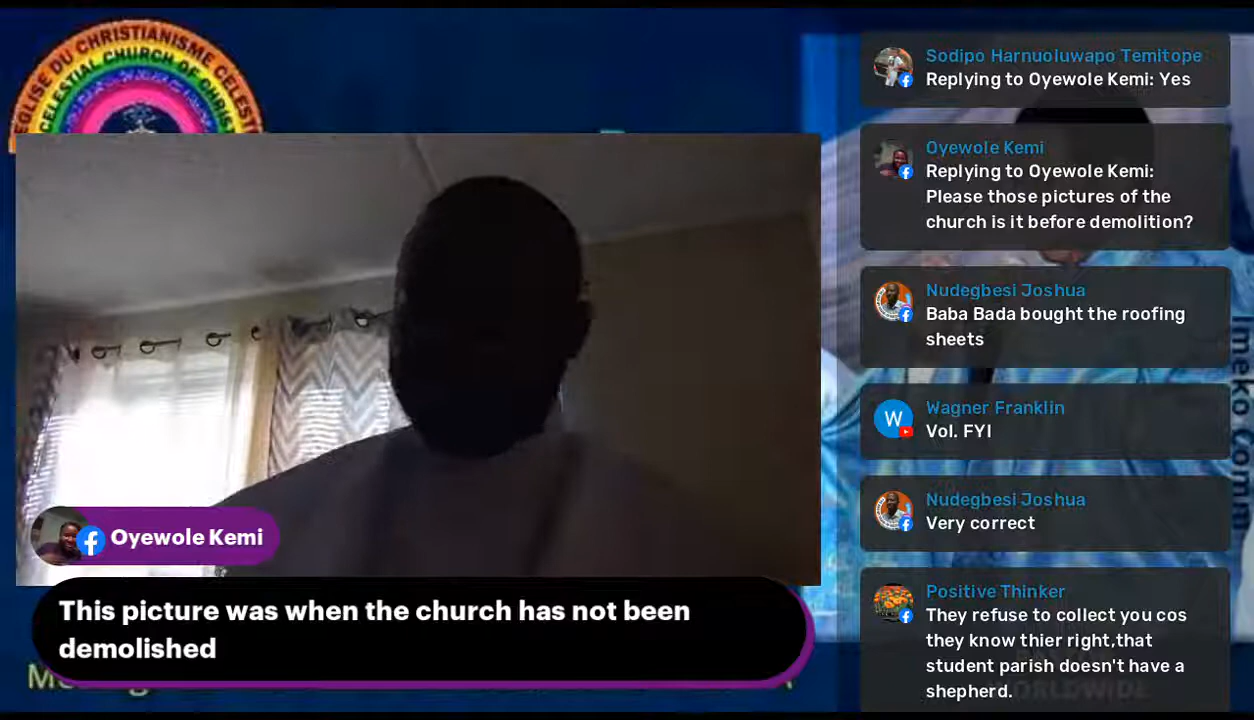 EGLISE DU CHRISTIANISME CELESTE
CELESTIAL CHURCH OF CHRIST
Oyewole Kemi
This picture was when the church has not been
demolished
Sodipo Harnuoluwapo Temitope
Replying to Oyewole Kemi: Yes
Oyewole Kemi
Replying to Oyewole Kemi:
Please those pictures of the
church is it before demolition?
Nudegbesi Joshua
Baba Bada bought the roofing
sheets
Wagner Franklin
W
Vol. FYI
Nudegbesi Joshua
Very correct
Positive Thinker
They refuse to collect you cos
they know thier right,that
student parish doesn't have a
shepherd.
WORLDWIDE